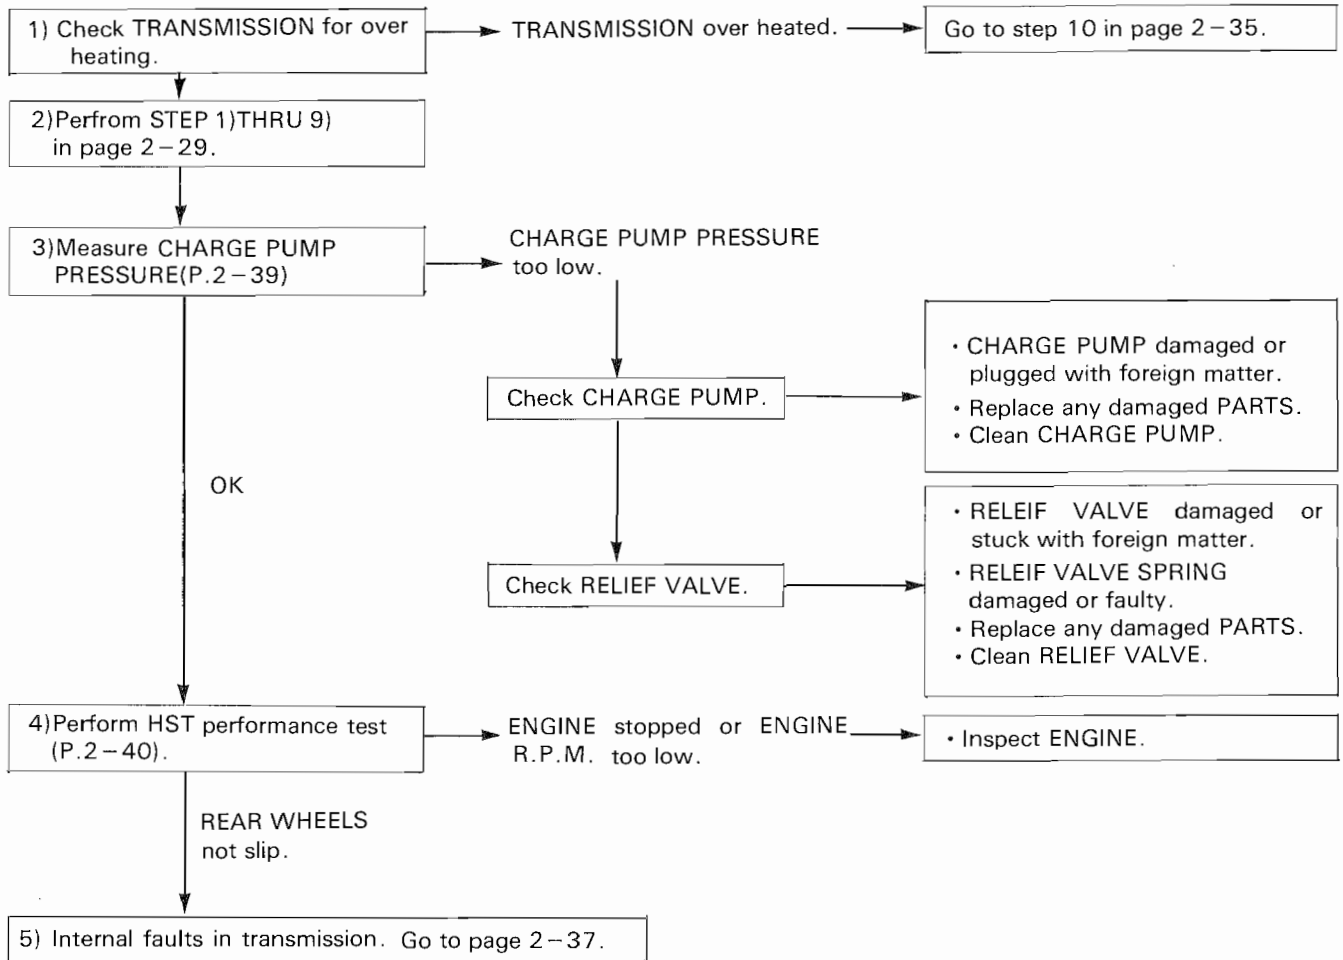 1) Check TRANSMISSION for over
heating.
TRANSMISSION over heated.
Go to step 10 in page 2−35.
2)Perfrom STEP 1)THRU 9)
in page 2−29.
3)Measure CHARGE PUMP
PRESSURE(P.2−39)
CHARGE PUMP PRESSURE
too low.
Check CHARGE PUMP.
• CHARGE PUMP damaged or
plugged with foreign matter.
• Replace any damaged PARTS.
• Clean CHARGE PUMP.
OK
Check RELIEF VALVE.
• RELEIF VALVE damaged or
stuck with foreign matter.
• RELEIF VALVE SPRING
damaged or faulty.
• Replace any damaged PARTS.
• Clean RELIEF VALVE.
4)Perform HST performance test
(P.2−40).
ENGINE stopped or ENGINE
R.P.M. too low.
• Inspect ENGINE.
REAR WHEELS
not slip.
5) Internal faults in transmission. Go to page 2−37.